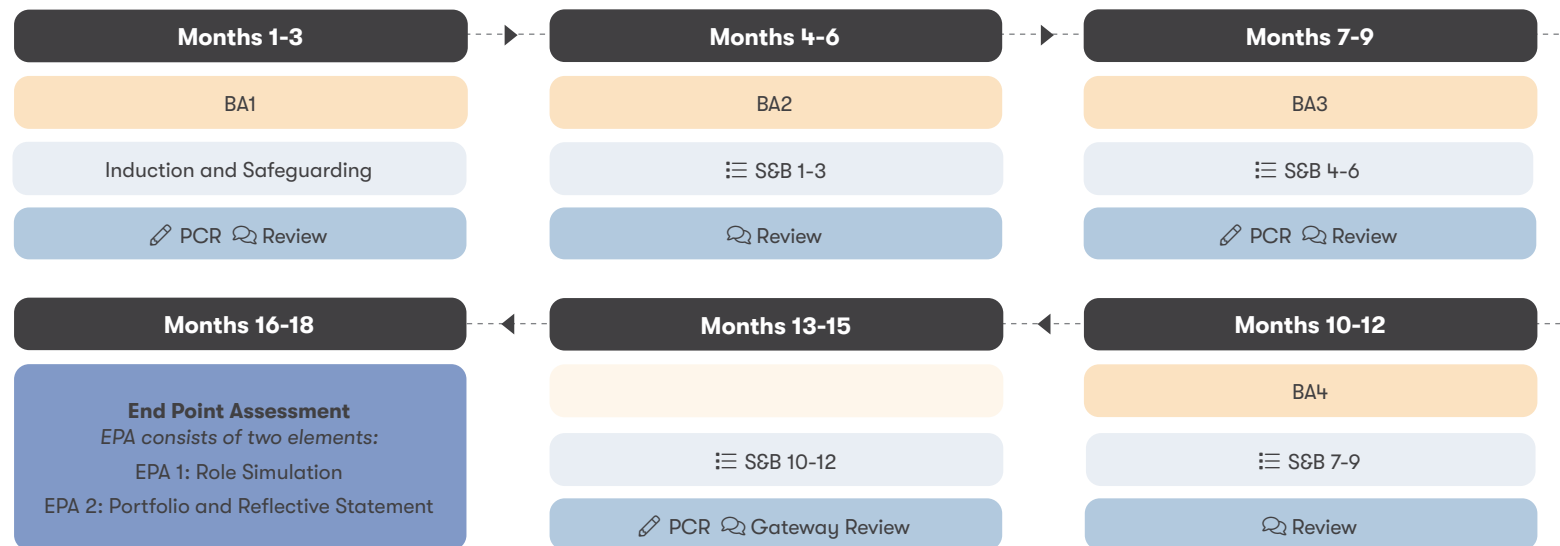 Months 1-3
BA1
Induction and Safeguarding
PCR Review
Months 4-6
BA2
S&B 1-3
Review
Months 7-9
BA3
S&B 4-6
PCR Review
Months 10-12
BA4
S&B 7-9
Review
Months 13-15
S&B 10-12
PCR Gateway Review
Months 16-18
End Point Assessment
EPA consists of two elements:
EPA 1: Role Simulation
EPA 2: Portfolio and Reflective Statement